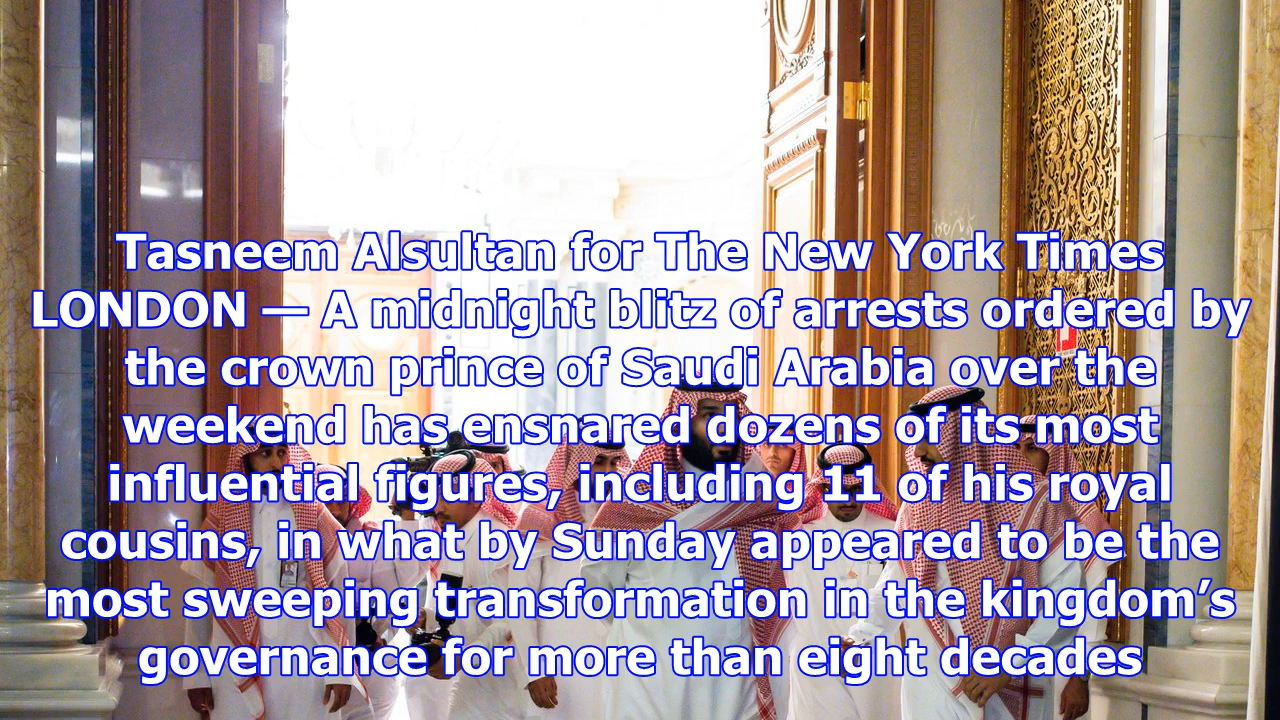 Tasneem Alsultan for The New York Times
LONDON — A midnight blitz of arrests ordered by
the crown prince of Saudi Arabia over the
weekend has ensnared dozens of its most
influential figures, including 11 of his royal
cousins, in what by Sunday appeared to be the
most sweeping transformation in the kingdom’s
governance for more than eight decades